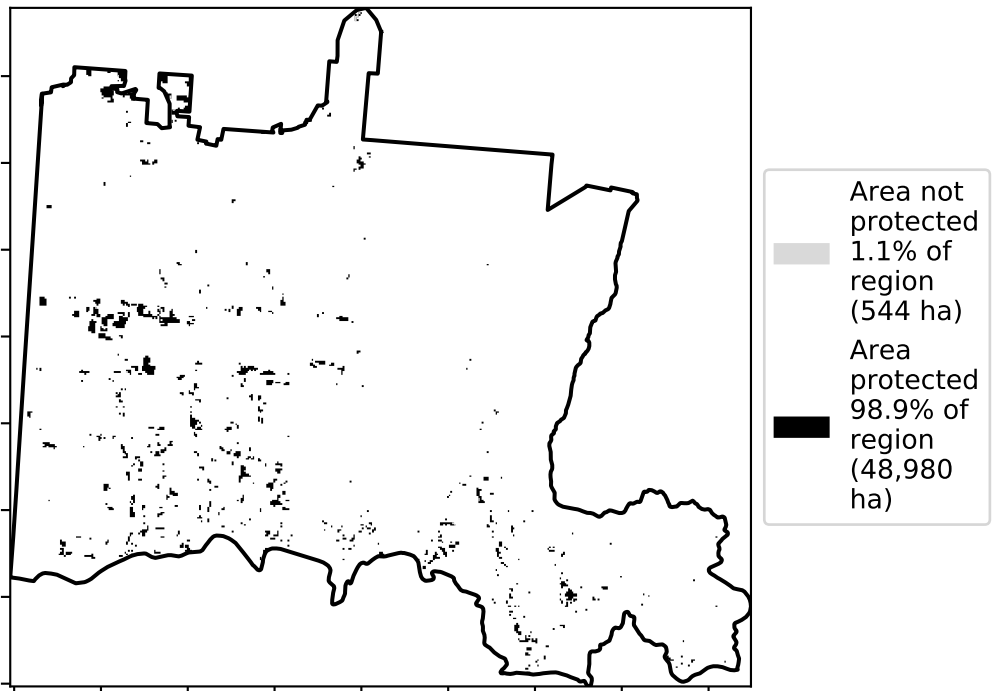 Area not
protected
1.1% of
region
(544 ha)
Area
protected
98.9% of
region
(48,980
ha)